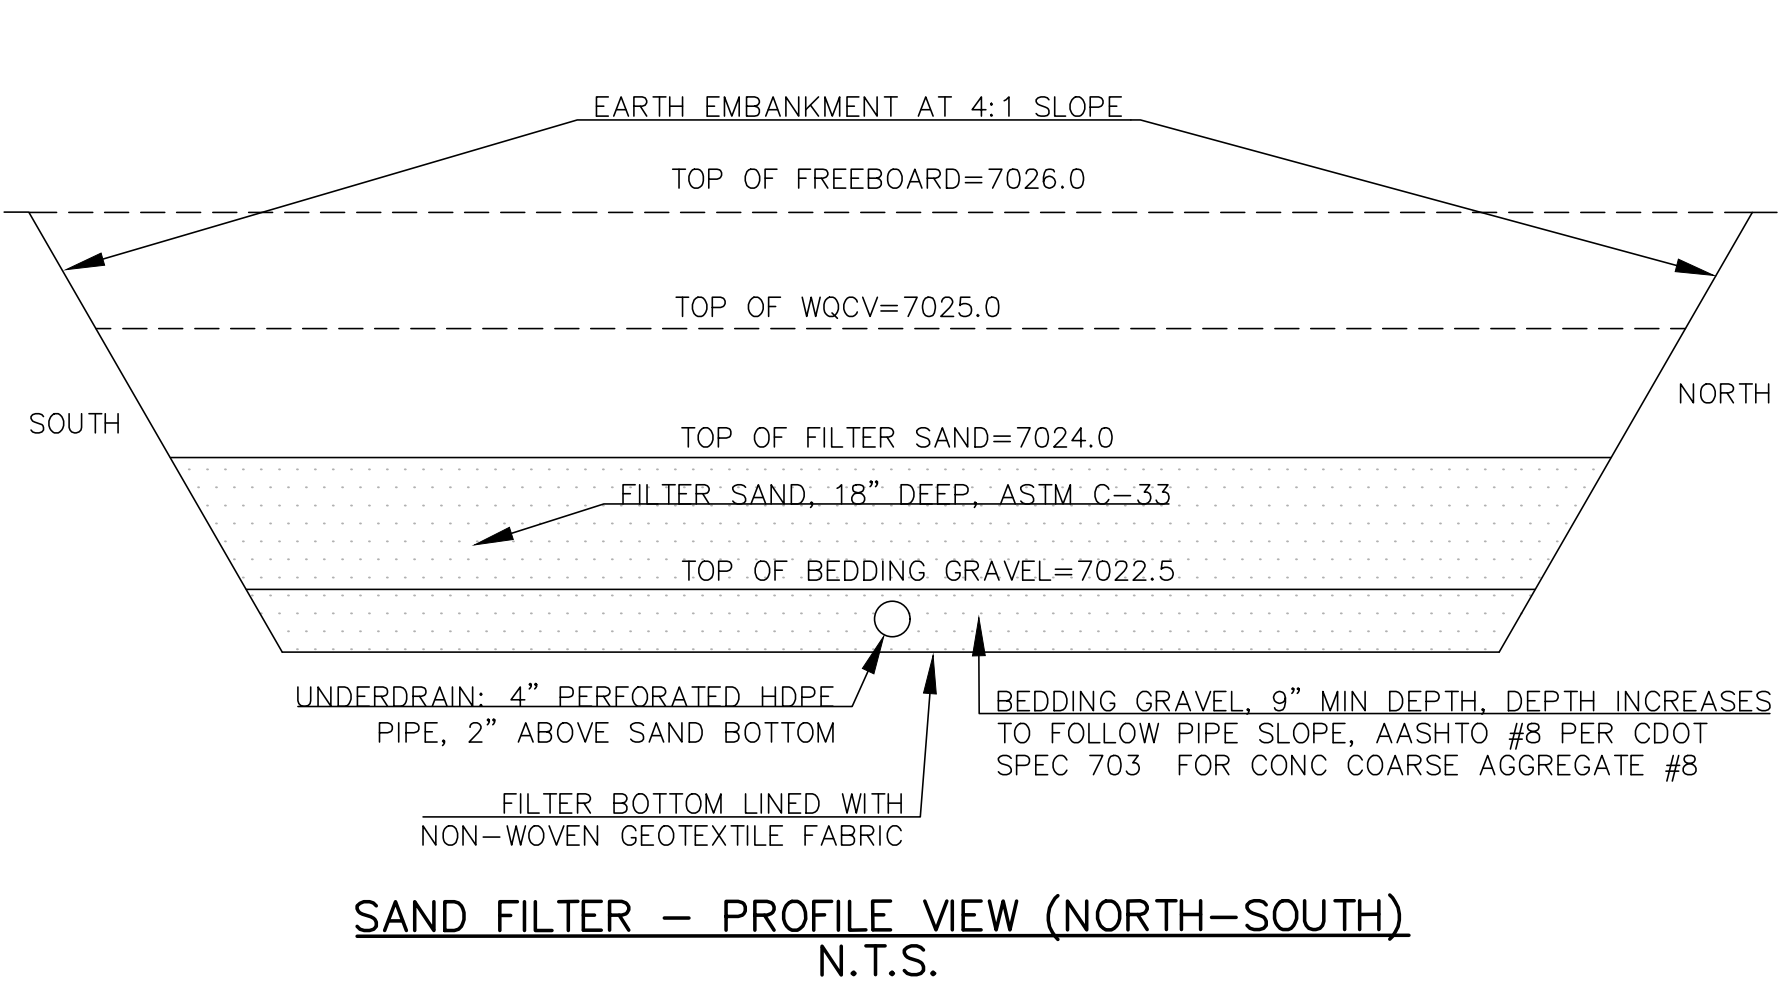 EARTH EMBANKMENT AT 4:1 SLOPE
TOP OF FREEBOARD=7026.0
TOP OF WQCV=7025.0
SOUTH
NORTH
TOP OF FILTER SAND=7024.0
FILTER SAND, 18" DEEP, ASTM C-33
TOP OF BEDDING GRAVEL=7022.5
UNDERDRAIN: 4" PERFORATED HDPE
PIPE, 2" ABOVE SAND BOTTOM
BEDDING GRAVEL, 9" MIN DEPTH, DEPTH INCREASES
TO FOLLOW PIPE SLOPE, AASHTO #8 PER CDOT
SPEC 703 FOR CONC COARSE AGGREGATE #8
FILTER BOTTOM LINED WITH
NON-WOVEN GEOTEXTILE FABRIC
SAND FILTER - PROFILE VIEW (NORTH-SOUTH)
N.T.S.